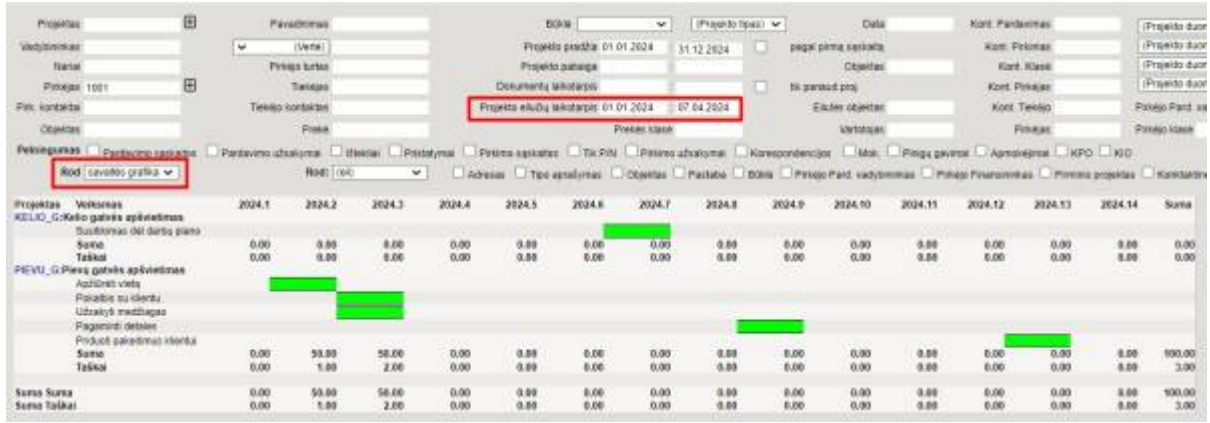 Projektas Pavadinimas Būklė (Projekto tipas) Data Kont. Pardavimas (Projekto duom
Vadybininkas (Vertė) Projekto pradžia 01.01.2024 31.12.2024 pagal pirmą sąskaitą Kont. Pirkimas (Projekto duom
Nariai Pirkėjo turtas Projekto pabaiga Objektas Kont. Klasė (Projekto duom
Pirkėjas 1001 Tiekėjas Dokumentų laikotarpis tik panaud.proj Kont. Pirkėjas (Projekto duom
Pirk. kontaktas Tiekėjo kontaktas Projekto eilučių laikotarpis 01.01.2024 07.04.2024 Eilutės objektas Kont. Tiekėjo Pirkėjo Pard. va
Objektas Prekė Prekės klasė Vartotojas Pirkėjas Pirkėjo klasė
Pelningumas Pardavimo sąskaitos Pardavimo užsakymai Ištekliai Pristatymai Pirkimo sąskaitos Tik PIN Pirkimo užsakymai Korespondencijos Mok. Pinigų gavimai Apmokėjimai KPO KIO
Rod savaitės grafika Rodt: (eil) Adresas Tipo aprašymas Objektas Pastaba Būklė Pirkėjo Pard. vadybininkas Pirkėjo Finansininkas Pirminis projektas Kontaktinė
Projektas Veiksmas 2024.1 2024.2 2024.3 2024.4 2024.5 2024.6 2024.7 2024.8 2024.9 2024.10 2024.11 2024.12 2024.13 2024.14 Suma
KELIO_G:Kelio gatvės apšvietimas
Susitikimas dėl darbų plano
Suma 0.00 0.00 0.00 0.00 0.00 0.00 0.00 0.00 0.00 0.00 0.00 0.00 0.00 0.00 0.00
Taškai 0.00 0.00 0.00 0.00 0.00 0.00 0.00 0.00 0.00 0.00 0.00 0.00 0.00 0.00 0.00
PIEVU_G:Pievų gatvės apšvietimas
Apžiūrėti vietą
Pokalbis su klientu
Užsakyti medžiagas
Pagaminti detales
Priduoti pakeitimus klientui
Suma 0.00 50.00 50.00 0.00 0.00 0.00 0.00 0.00 0.00 0.00 0.00 0.00 0.00 0.00 100.00
Taškai 0.00 1.00 2.00 0.00 0.00 0.00 0.00 0.00 0.00 0.00 0.00 0.00 0.00 0.00 3.00
Suma Suma 0.00 50.00 50.00 0.00 0.00 0.00 0.00 0.00 0.00 0.00 0.00 0.00 0.00 0.00 100.00
Suma Taškai 0.00 1.00 2.00 0.00 0.00 0.00 0.00 0.00 0.00 0.00 0.00 0.00 0.00 0.00 3.00